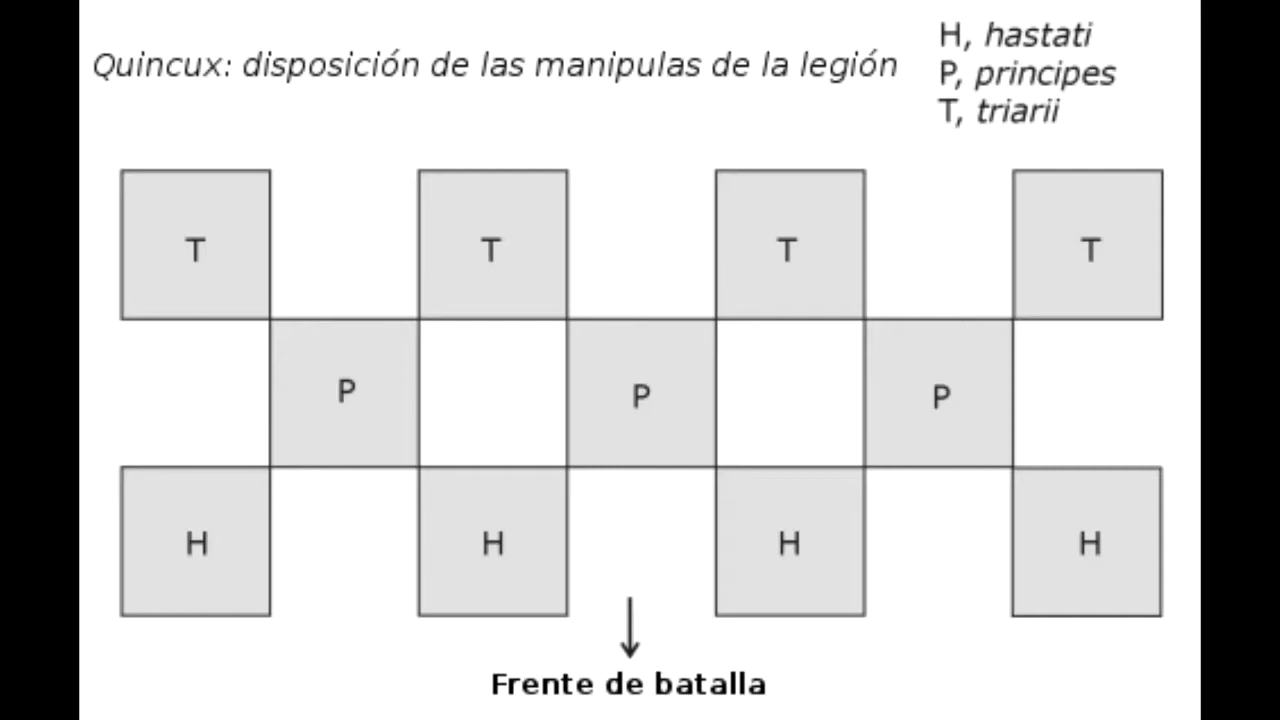 Quincux: disposición de las manipulas de la legión
H, hastati
P, principes
T, triarii
T T T T
P P P
H H H H
Frente de batalla